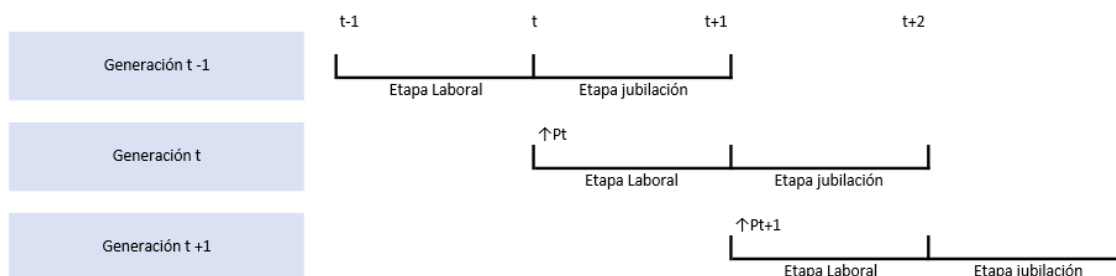 t-1 t t+1 t+2
Generación t -1
Etapa Laboral Etapa jubilación
Generación t
↑Pt
Etapa Laboral Etapa jubilación
Generación t +1
↑Pt+1
Etapa Laboral Etapa jubilación